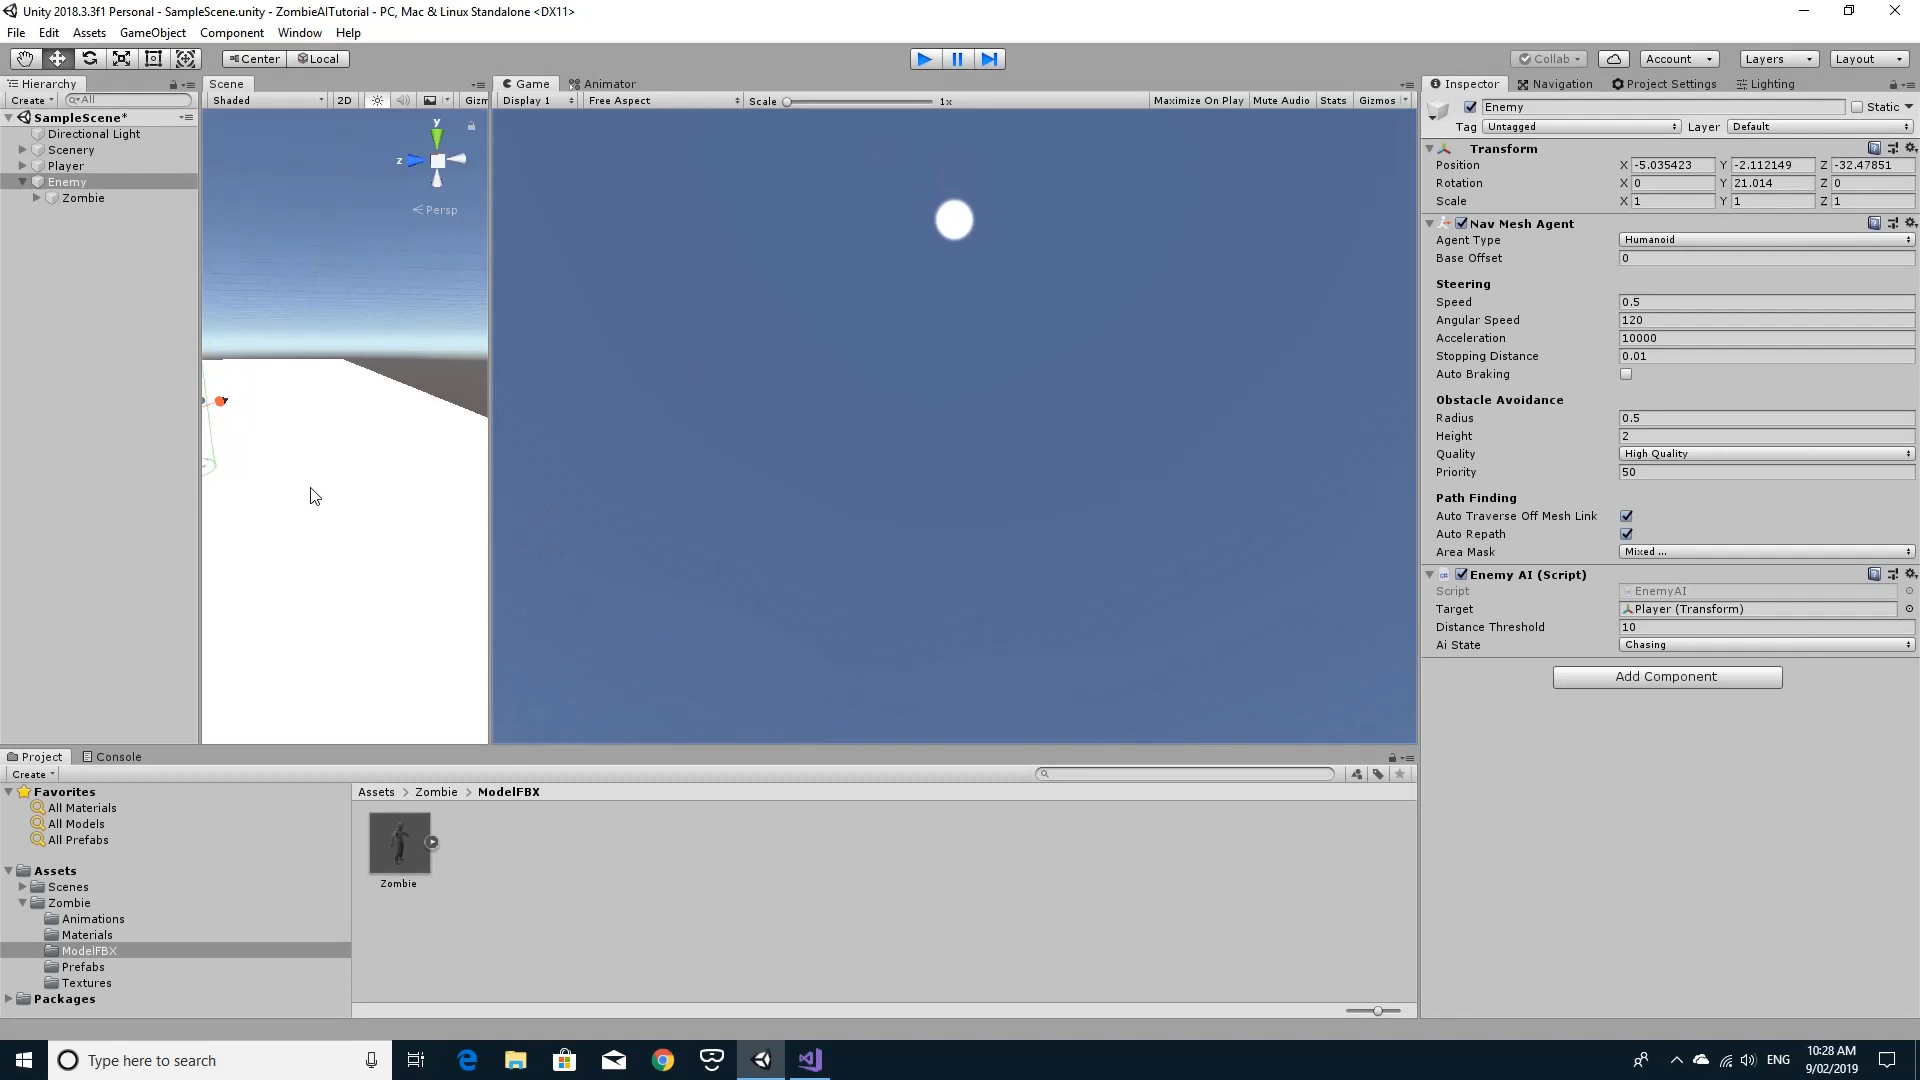 Unity 2018.3.3f1 Personal - SampleScene.unity - ZombieAITutorial - PC, Mac & Linux Standalone <DX11>
File Edit Assets GameObject Component Window Help
Center Local Collab Account Layers Layout
Hierarchy Scene Game Animator Inspector Navigation Project Settings Lighting
Create All Shaded 2D Gizm Display 1 Free Aspect Scale 1x Maximize On Play Mute Audio Stats Gizmos
SampleScene*
Directional Light
Scenery
Player
Enemy
Zombie
y
z
Persp
Enemy Static
Tag Untagged Layer Default
Transform
Position X -5.035423 Y -2.112149 Z -32.47851
Rotation X 0 Y 21.014 Z 0
Scale X 1 Y 1 Z 1
Nav Mesh Agent
Agent Type Humanoid
Base Offset 0
Steering
Speed 0.5
Angular Speed 120
Acceleration 10000
Stopping Distance 0.01
Auto Braking
Obstacle Avoidance
Radius 0.5
Height 2
Quality High Quality
Priority 50
Path Finding
Auto Traverse Off Mesh Link
Auto Repath
Area Mask Mixed ...
Enemy AI (Script)
Script EnemyAI
Target Player (Transform)
Distance Threshold 10
Ai State Chasing
Add Component
Project Console
Create
Favorites
All Materials
All Models
All Prefabs
Assets
Scenes
Zombie
Animations
Materials
ModelFBX
Prefabs
Textures
Packages
Assets > Zombie > ModelFBX
Zombie
Type here to search
ENG
10:28 AM
9/02/2019